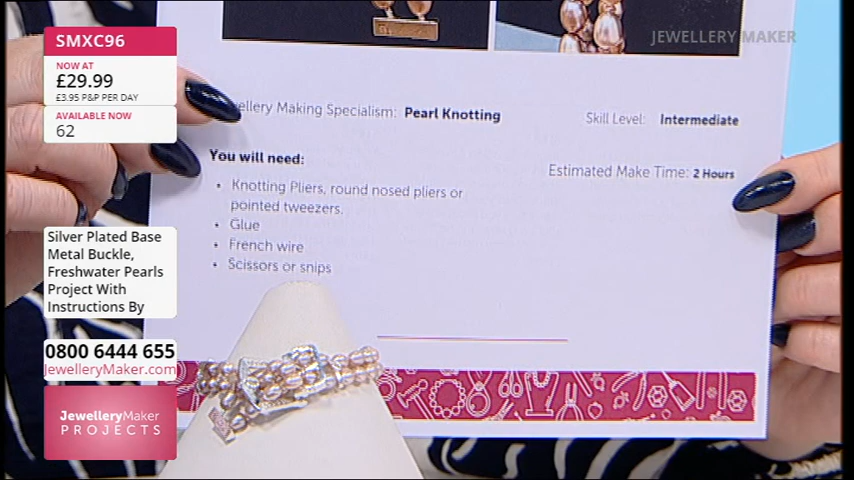 SMXC96
NOW AT
£29.99
£3.95 P&P PER DAY
AVAILABLE NOW
62
Silver Plated Base
Metal Buckle,
Freshwater Pearls
Project With
Instructions By
0800 6444 655
JewelleryMaker.com
JewelleryMaker
PROJECTS
JEWELLERY MAKER
ellery Making Specialism: Pearl Knotting
Skill Level: Intermediate
Estimated Make Time: 2 Hours
You will need:
• Knotting Pliers, round nosed pliers or
pointed tweezers.
• Glue
• French wire
• Scissors or snips